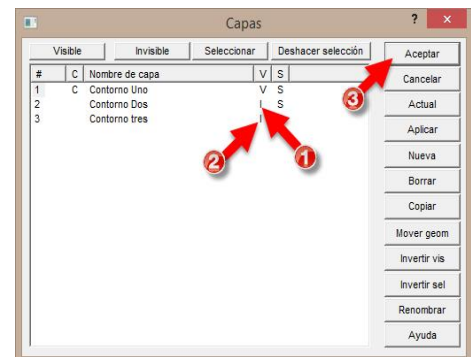 Capas
? ×
Visible Invisible Seleccionar Deshacer selección Aceptar
# C Nombre de capa V S
Cancelar
1 C Contorno Uno V S
2 Contorno Dos I S
3 Contorno tres I
3
Actual
2 1
Aplicar
Nueva
Borrar
Copiar
Mover geom
Invertir vis
Invertir sel
Renombrar
Ayuda